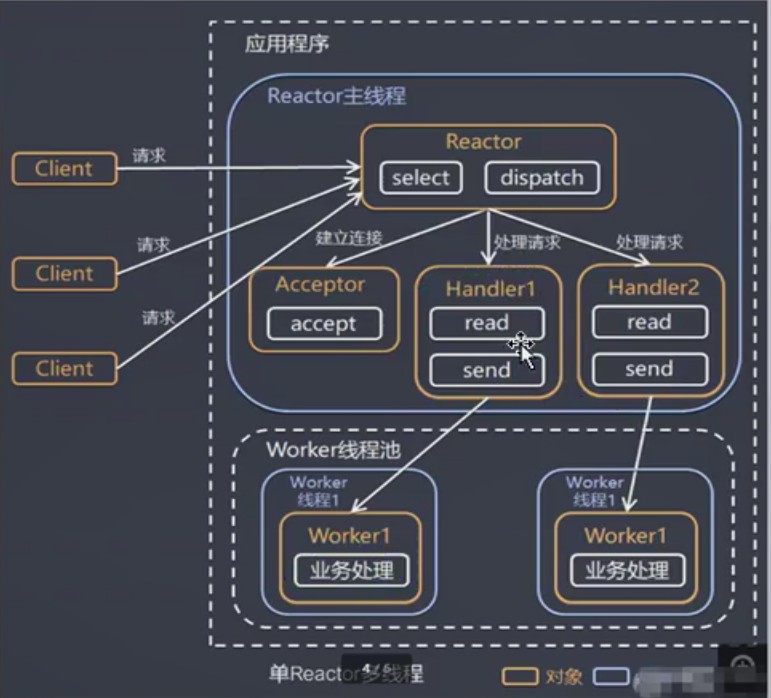 应用程序
Reactor主线程
Reactor
select
dispatch
Client
请求
Client
请求
Client
请求
建立连接
处理请求
处理请求
Acceptor
accept
Handler1
read
send
Handler2
read
send
Worker线程池
Worker
线程1
Worker1
业务处理
Worker
线程1
Worker1
业务处理
单Reactor多线程
4/6
对象